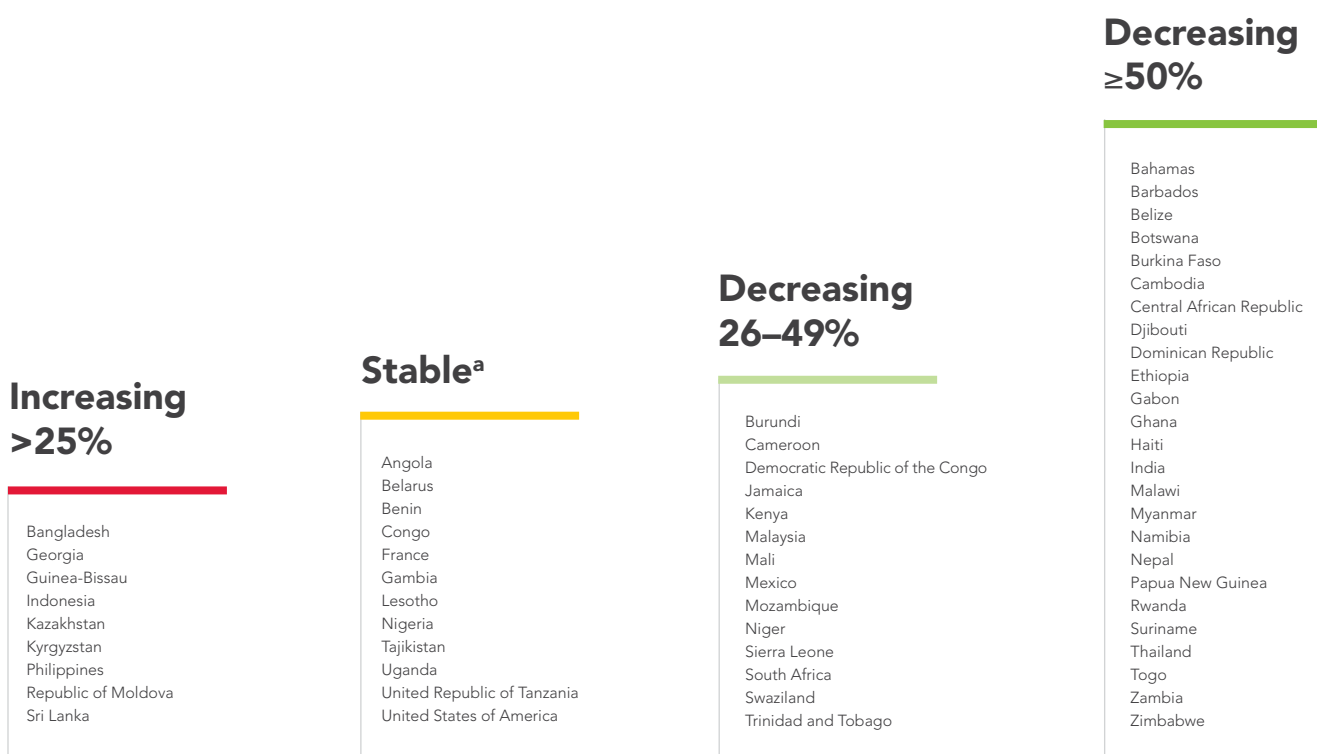 Increasing
>25%
Bangladesh
Georgia
Guinea-Bissau
Indonesia
Kazakhstan
Kyrgyzstan
Philippines
Republic of Moldova
Sri Lanka
Stableᵃ
Angola
Belarus
Benin
Congo
France
Gambia
Lesotho
Nigeria
Tajikistan
Uganda
United Republic of Tanzania
United States of America
Decreasing
26–49%
Burundi
Cameroon
Democratic Republic of the Congo
Jamaica
Kenya
Malaysia
Mali
Mexico
Mozambique
Niger
Sierra Leone
South Africa
Swaziland
Trinidad and Tobago
Decreasing
≥50%
Bahamas
Barbados
Belize
Botswana
Burkina Faso
Cambodia
Central African Republic
Djibouti
Dominican Republic
Ethiopia
Gabon
Ghana
Haiti
India
Malawi
Myanmar
Namibia
Nepal
Papua New Guinea
Rwanda
Suriname
Thailand
Togo
Zambia
Zimbabwe